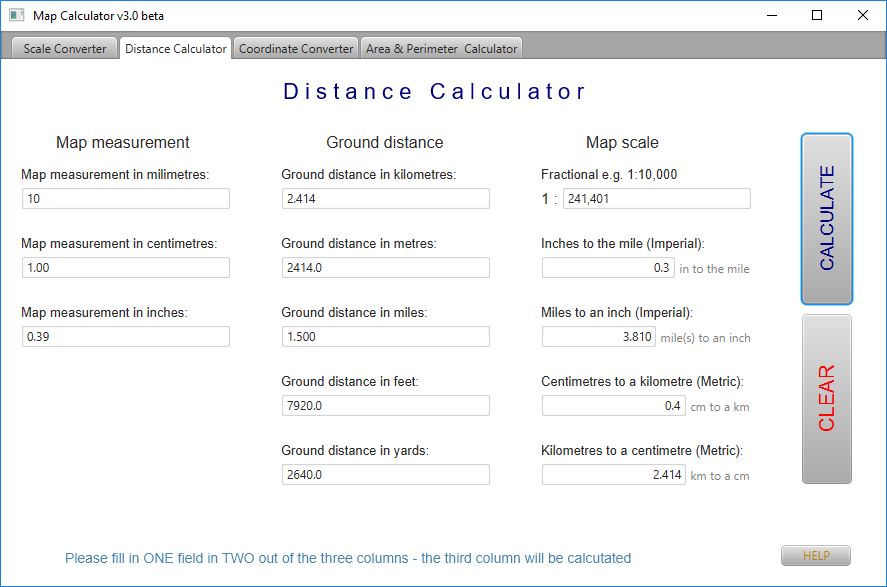 Map Calculator v3.0 beta
Scale Converter
Distance Calculator
Coordinate Converter
Area & Perimeter Calculator
Distance Calculator
Map measurement
Ground distance
Map scale
Map measurement in milimetres:
Ground distance in kilometres:
Fractional e.g. 1:10,000
10
2.414
1 : 241,401
Map measurement in centimetres:
Ground distance in metres:
Inches to the mile (Imperial):
1.00
2414.0
0.3 in to the mile
Map measurement in inches:
Ground distance in miles:
Miles to an inch (Imperial):
0.39
1.500
3.810 mile(s) to an inch
Ground distance in feet:
Centimetres to a kilometre (Metric):
7920.0
0.4 cm to a km
Ground distance in yards:
Kilometres to a centimetre (Metric):
2640.0
2.414 km to a cm
CALCULATE
CLEAR
Please fill in ONE field in TWO out of the three columns - the third column will be calcutated
HELP